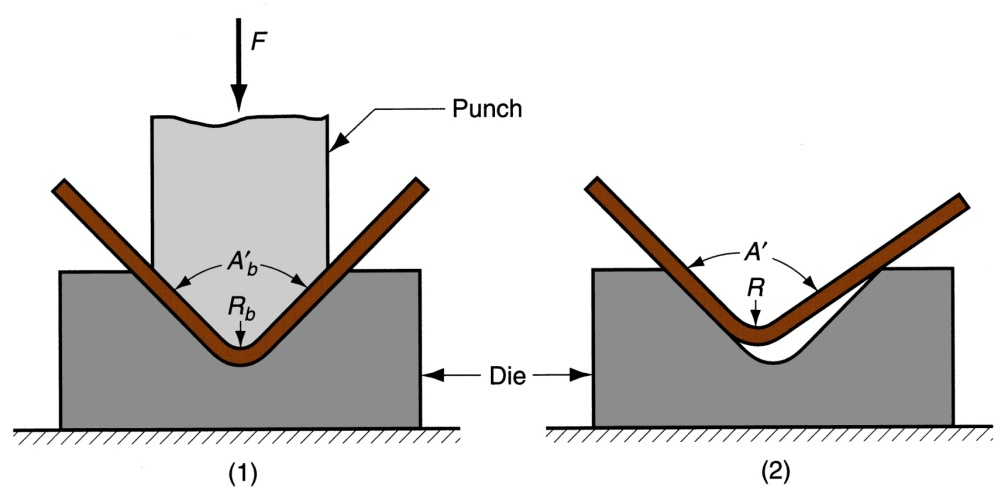 F
Punch
A′b
Rb
A′
R
Die
(1)
(2)